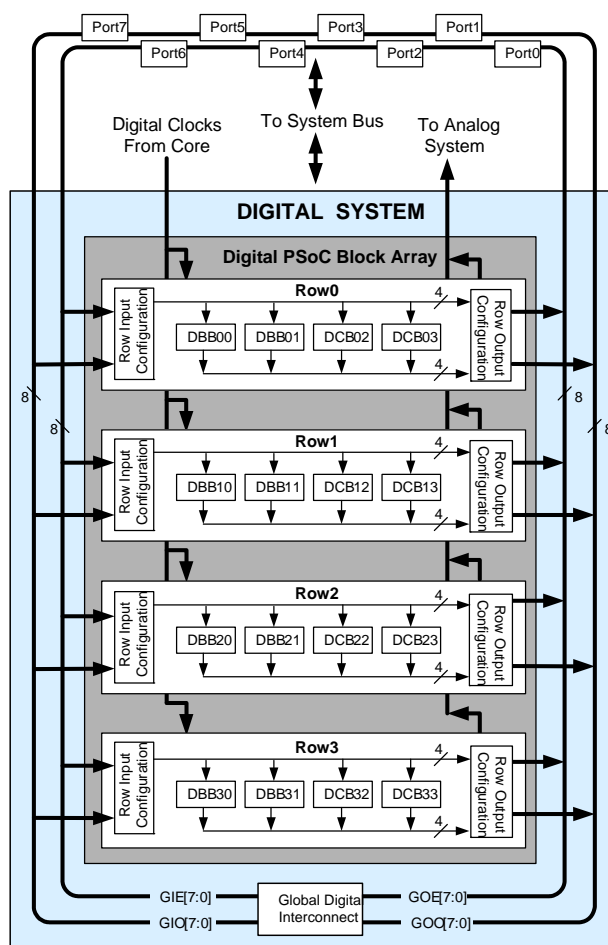 Port7 Port5 Port3 Port1
Port6 Port4 Port2 Port0
Digital Clocks
From Core
To System Bus
To Analog
System
DIGITAL SYSTEM
Digital PSoC Block Array
Row0
4
Row Input
Configuration
DBB00 DBB01 DCB02 DCB03
4
Row Output
Configuration
8 8
8 8
Row1
4
Row Input
Configuration
DBB10 DBB11 DCB12 DCB13
4
Row Output
Configuration
Row2
4
Row Input
Configuration
DBB20 DBB21 DCB22 DCB23
4
Row Output
Configuration
Row3
4
Row Input
Configuration
DBB30 DBB31 DCB32 DCB33
4
Row Output
Configuration
GIE[7:0]
GIO[7:0]
Global Digital
Interconnect
GOE[7:0]
GOO[7:0]